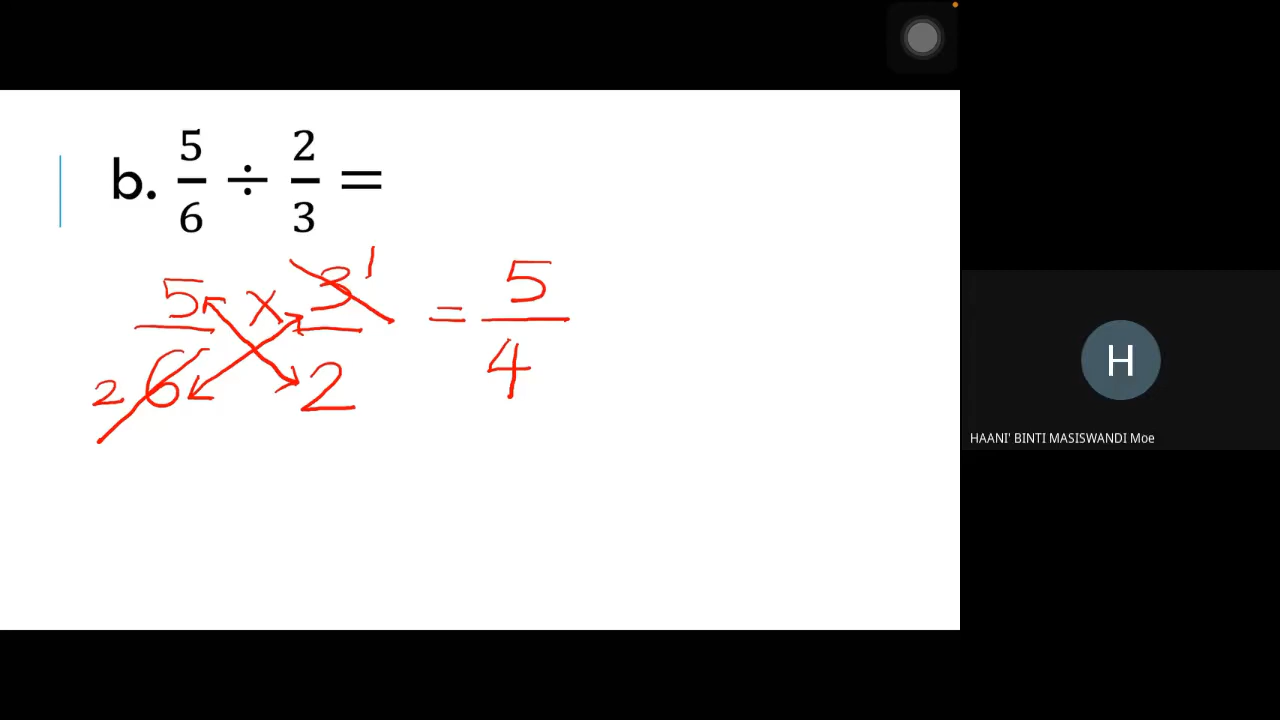 b. 5/6 ÷ 2/3 =
5/6 x 3/2 = 5/4
1
2
H
HAANI' BINTI MASISWANDI Moe